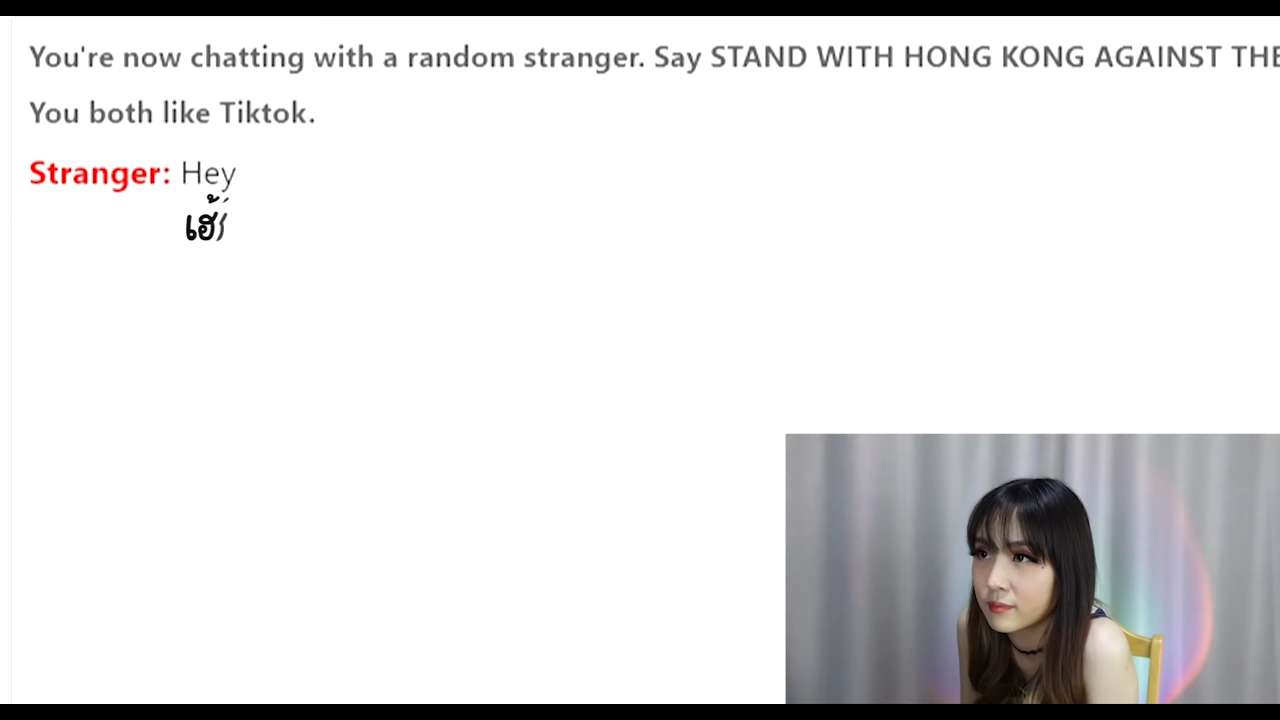 You're now chatting with a random stranger. Say STAND WITH HONG KONG AGAINST THE
You both like Tiktok.
Stranger: Hey
เฮ้